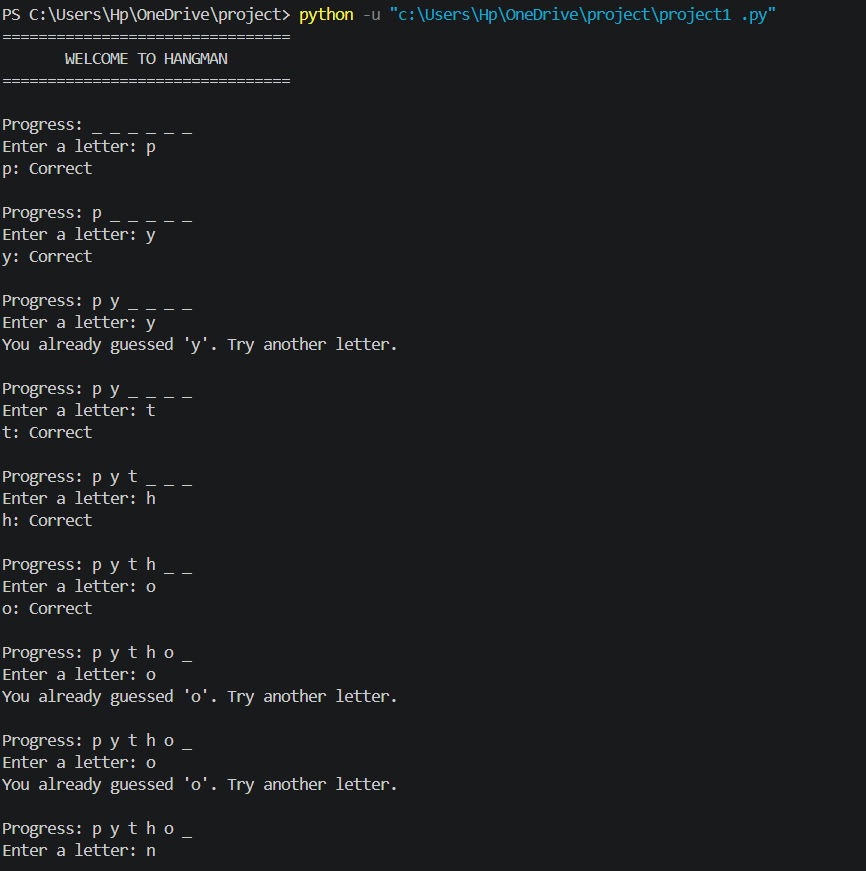 PS C:\Users\Hp\OneDrive\project> python -u "c:\Users\Hp\OneDrive\project\project1 .py"
================================
       WELCOME TO HANGMAN
================================

Progress: _ _ _ _ _ _
Enter a letter: p
p: Correct

Progress: p _ _ _ _ _
Enter a letter: y
y: Correct

Progress: p y _ _ _ _
Enter a letter: y
You already guessed 'y'. Try another letter.

Progress: p y _ _ _ _
Enter a letter: t
t: Correct

Progress: p y t _ _ _
Enter a letter: h
h: Correct

Progress: p y t h _ _
Enter a letter: o
o: Correct

Progress: p y t h o _
Enter a letter: o
You already guessed 'o'. Try another letter.

Progress: p y t h o _
Enter a letter: o
You already guessed 'o'. Try another letter.

Progress: p y t h o _
Enter a letter: n